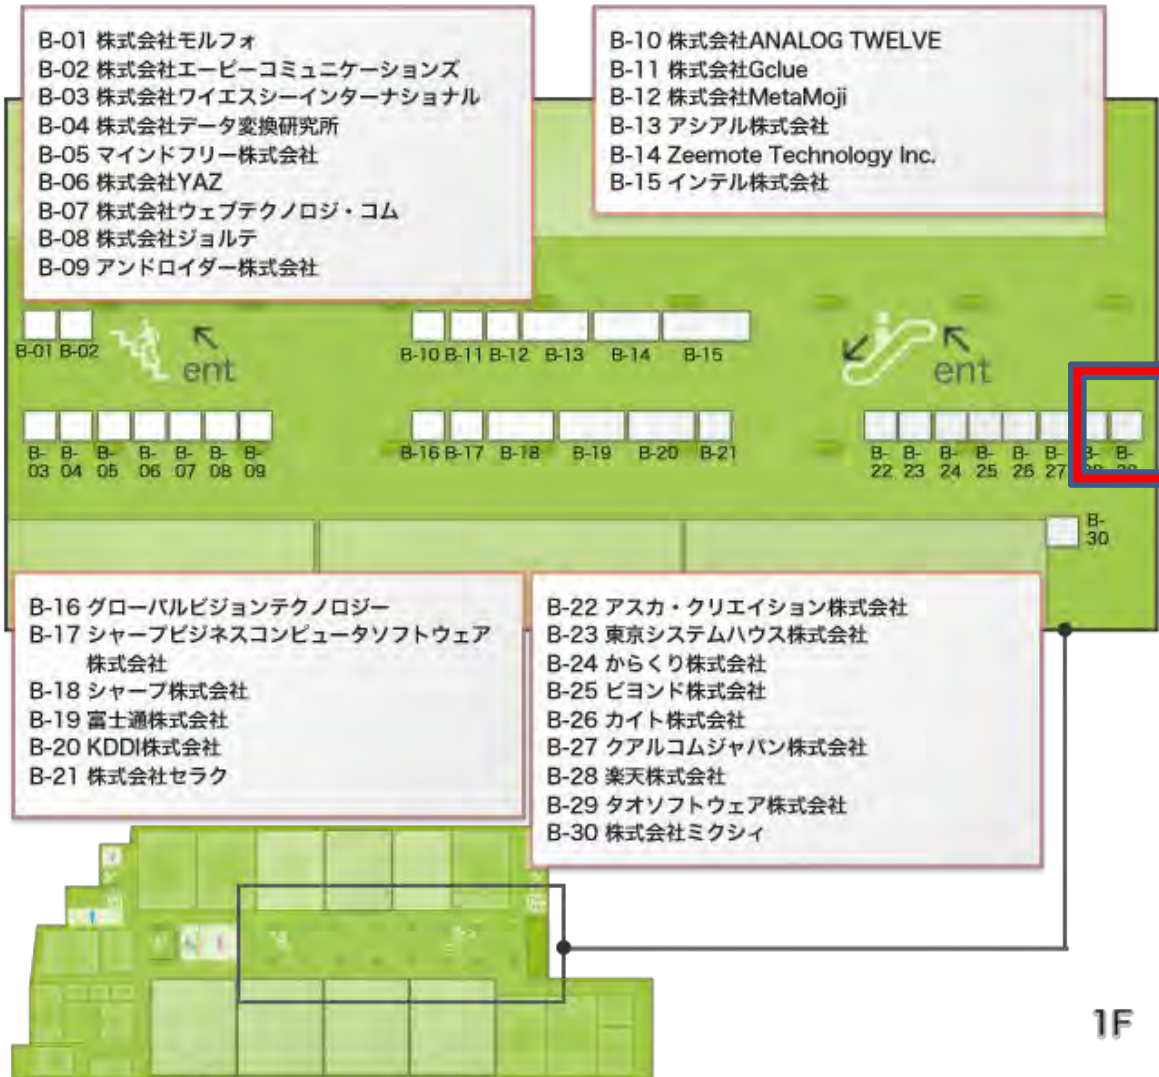 B-01 株式会社モルフォ
B-02 株式会社エーピーコミュニケーションズ
B-03 株式会社ワイエスシーインターナショナル
B-04 株式会社データ変換研究所
B-05 マインドフリー株式会社
B-06 株式会社YAZ
B-07 株式会社ウェブテクノロジ・コム
B-08 株式会社ジョルテ
B-09 アンドロイダー株式会社
B-10 株式会社ANALOG TWELVE
B-11 株式会社Gclue
B-12 株式会社MetaMoji
B-13 アシアル株式会社
B-14 Zeemote Technology Inc.
B-15 インテル株式会社
B-01 B-02
ent
B-10 B-11 B-12 B-13 B-14 B-15
ent
B-03 B-04 B-05 B-06 B-07 B-08 B-09
B-16 B-17 B-18 B-19 B-20 B-21
B-22 B-23 B-24 B-25 B-26 B-27
B-30
B-16 グローバルビジョンテクノロジー
B-17 シャープビジネスコンピュータソフトウェア
株式会社
B-18 シャープ株式会社
B-19 富士通株式会社
B-20 KDDI株式会社
B-21 株式会社セラク
B-22 アスカ・クリエイション株式会社
B-23 東京システムハウス株式会社
B-24 からくり株式会社
B-25 ビヨンド株式会社
B-26 カイト株式会社
B-27 クアルコムジャパン株式会社
B-28 楽天株式会社
B-29 タオソフトウェア株式会社
B-30 株式会社ミクシィ
1F